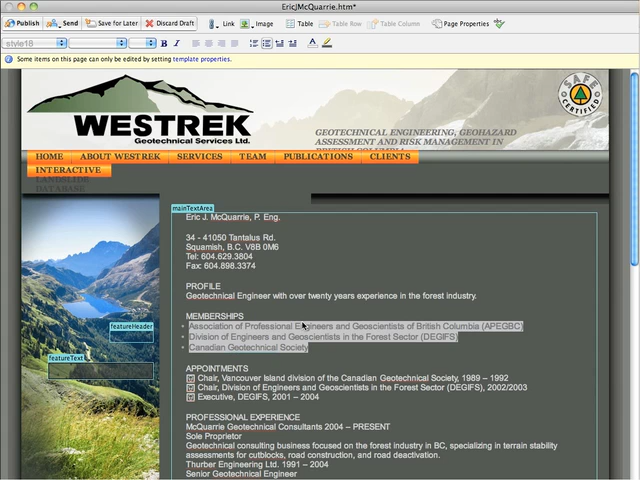 EricJMcQuarrie.htm*
Publish Send Save for Later Discard Draft Link Image Table Table Row Table Column Page Properties
style18 B I A
Some items on this page can only be edited by setting template properties.
SAFE
CERTIFIED
WESTREK
Geotechnical Services Ltd.
GEOTECHNICAL ENGINEERING, GEOHAZARD
ASSESSMENT AND RISK MANAGEMENT IN
BRITISH COLUMBIA
HOME ABOUT WESTREK SERVICES TEAM PUBLICATIONS CLIENTS
INTERACTIVE
LANDSLIDE
DATABASE
mainTextArea
Eric J. McQuarrie, P. Eng.
34 - 41050 Tantalus Rd.
Squamish, B.C. V8B 0M6
Tel: 604.629.3804
Fax: 604.898.3374
PROFILE
Geotechnical Engineer with over twenty years experience in the forest industry.
MEMBERSHIPS
• Association of Professional Engineers and Geoscientists of British Columbia (APEGBC)
• Division of Engineers and Geoscientists in the Forest Sector (DEGIFS)
• Canadian Geotechnical Society
featureHeader
featureText
APPOINTMENTS
Chair, Vancouver Island division of the Canadian Geotechnical Society, 1989 – 1992
Chair, Division of Engineers and Geoscientists in the Forest Sector (DEGIFS), 2002/2003
Executive, DEGIFS, 2001 – 2004
PROFESSIONAL EXPERIENCE
McQuarrie Geotechnical Consultants 2004 – PRESENT
Sole Proprietor
Geotechnical consulting business focused on the forest industry in BC, specializing in terrain stability
assessments for cutblocks, road construction, and road deactivation.
Thurber Engineering Ltd. 1991 – 2004
Senior Geotechnical Engineer